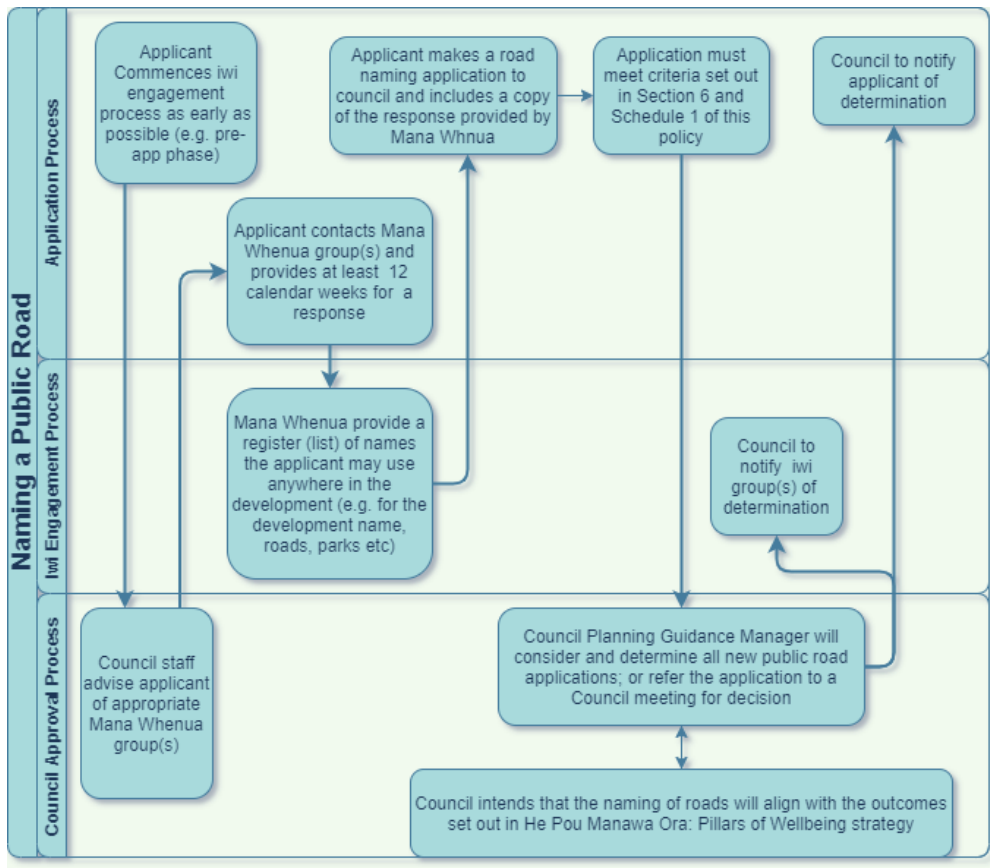 Naming a Public Road
Application Process
Applicant
Commences iwi
engagement
process as early as
possible (e.g. pre-
app phase)
Applicant contacts Mana
Whenua group(s) and
provides at least 12
calendar weeks for a
response
Applicant makes a road
naming application to
council and includes a copy
of the response provided by
Mana Whnua
Application must
meet criteria set out
in Section 6 and
Schedule 1 of this
policy
Council to notify
applicant of
determination
Iwi Engagement Process
Mana Whenua provide a
register (list) of names
the applicant may use
anywhere in the
development (e.g. for the
development name,
roads, parks etc)
Council to
notify iwi
group(s) of
determination
Council Approval Process
Council staff
advise applicant
of appropriate
Mana Whenua
group(s)
Council Planning Guidance Manager will
consider and determine all new public road
applications; or refer the application to a
Council meeting for decision
Council intends that the naming of roads will align with the outcomes
set out in He Pou Manawa Ora: Pillars of Wellbeing strategy